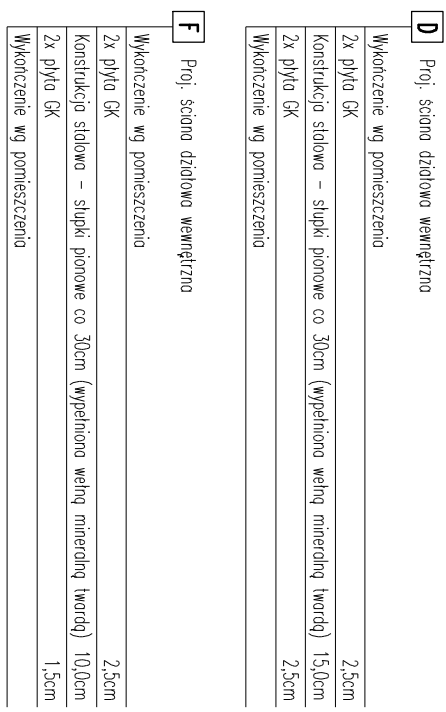 D Proj. ściana działowa wewnętrzna
Wykończenie wg pomieszczenia
2x płyta GK 2,5cm
Konstrukcja stalowa – słupki pionowe co 30cm (wypełniona wełną mineralną twardą) 15,0cm
2x płyta GK 2,5cm
Wykończenie wg pomieszczenia
F Proj. ściana działowa wewnętrzna
Wykończenie wg pomieszczenia
2x płyta GK 2,5cm
Konstrukcja stalowa – słupki pionowe co 30cm (wypełniona wełną mineralną twardą) 10,0cm
2x płyta GK 1,5cm
Wykończenie wg pomieszczenia